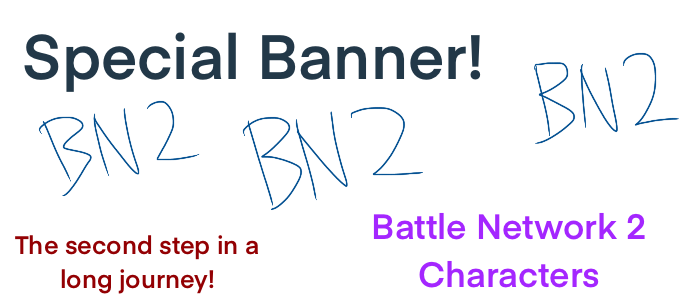 Special Banner!
BN2
BN2
BN2
The second step in a
long journey!
Battle Network 2
Characters